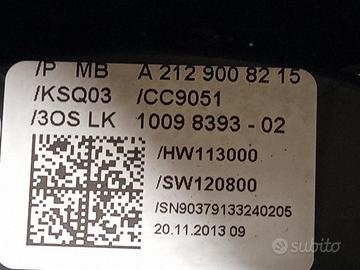 /P MB A 212 900 82 15
/KSQ03 /CC9051
/3OS LK 1009 8393 - 02
/HW113000
/SW120800
/SN90379133240205
20.11.2013 09
subito